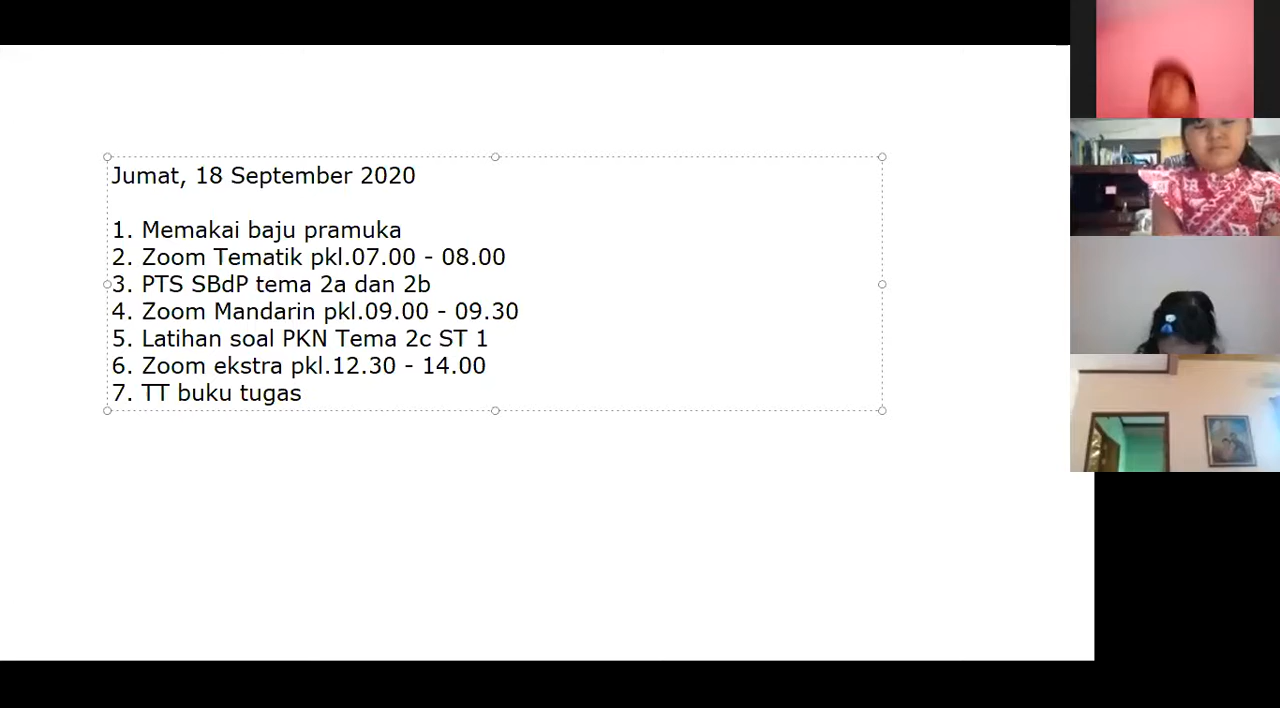 Jumat, 18 September 2020
1. Memakai baju pramuka
2. Zoom Tematik pkl.07.00 - 08.00
3. PTS SBdP tema 2a dan 2b
4. Zoom Mandarin pkl.09.00 - 09.30
5. Latihan soal PKN Tema 2c ST 1
6. Zoom ekstra pkl.12.30 - 14.00
7. TT buku tugas